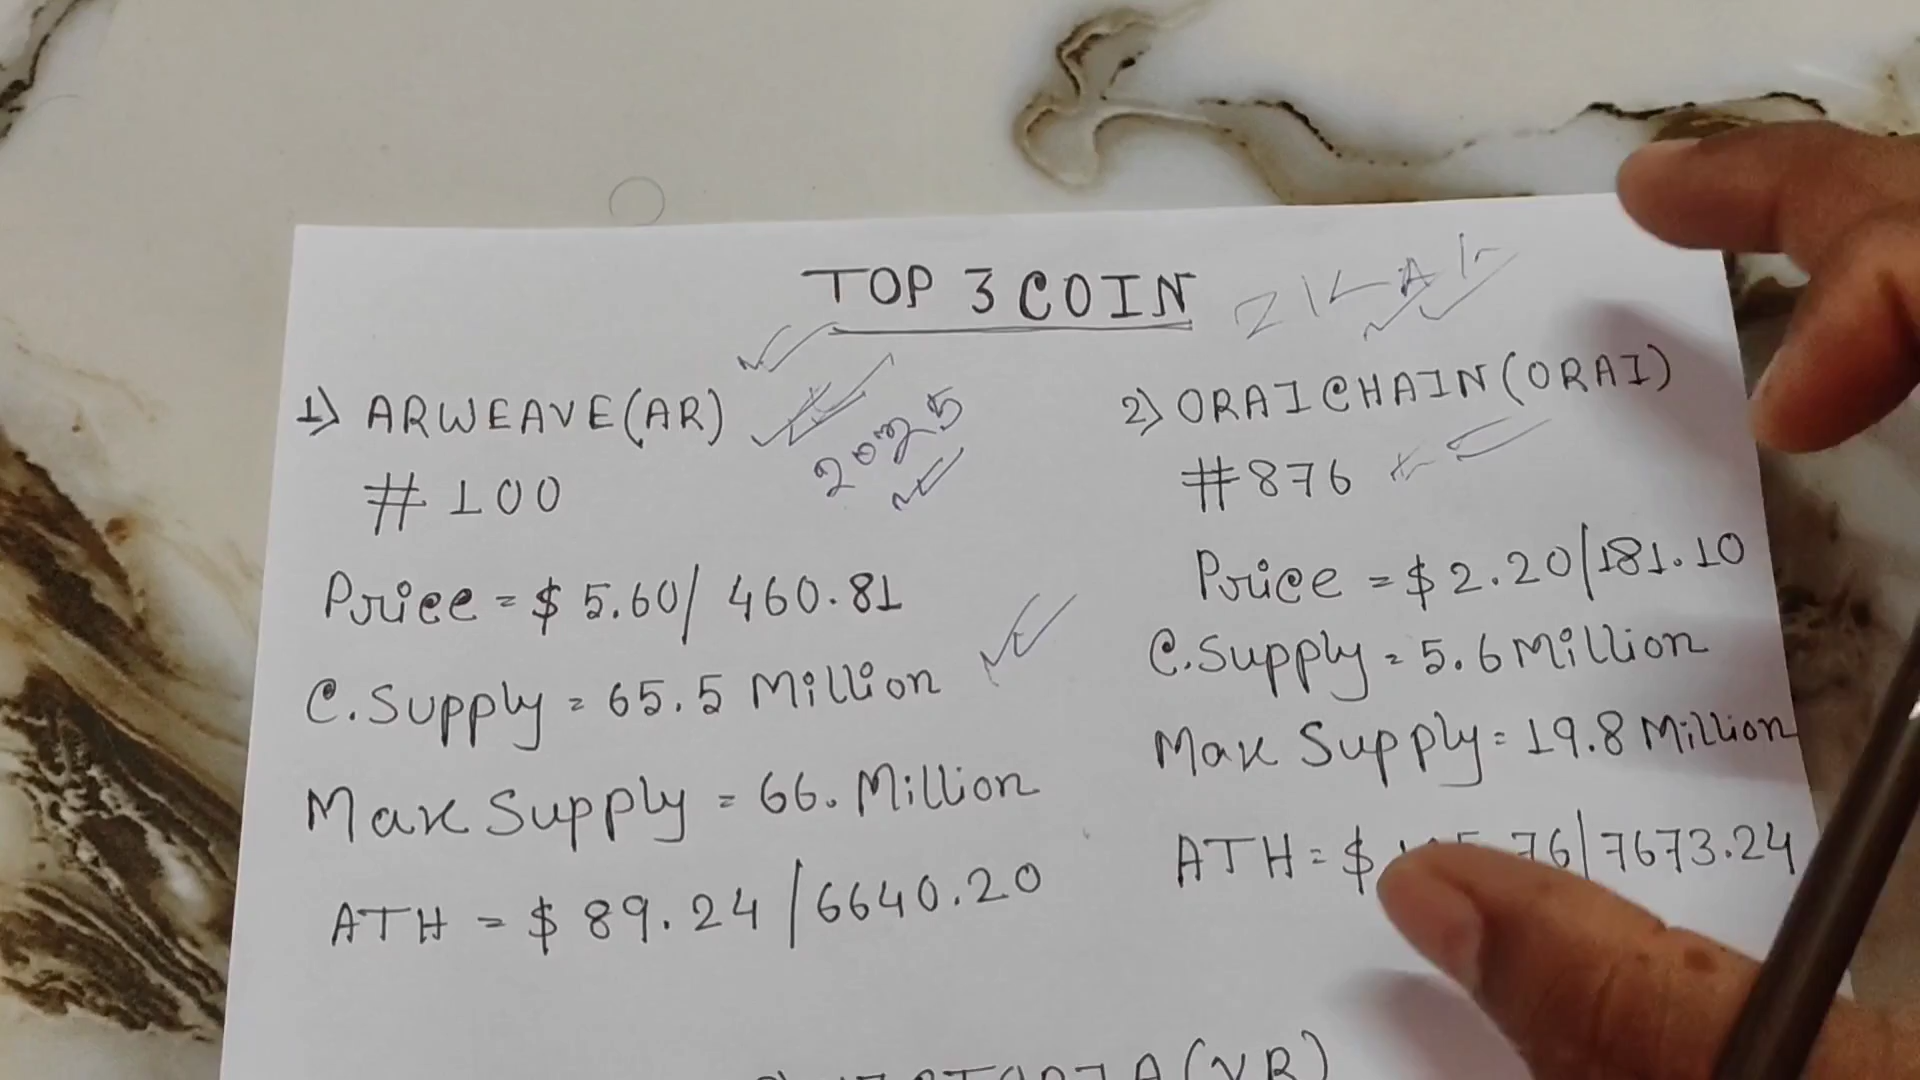 TOP 3 COIN
1) ARWEAVE(AR)
2025
# 100
Price = $ 5.60/ 460.81
C. Supply = 65.5 Million
Max Supply = 66. Million
ATH = $ 89.24 / 6640.20
2) ORAICHAIN(ORAI)
#876
Price = $2.20/181.10
C. Supply = 5.6 Million
Max Supply = 19.8 Million
ATH = $ 76/7673.24
(VR)